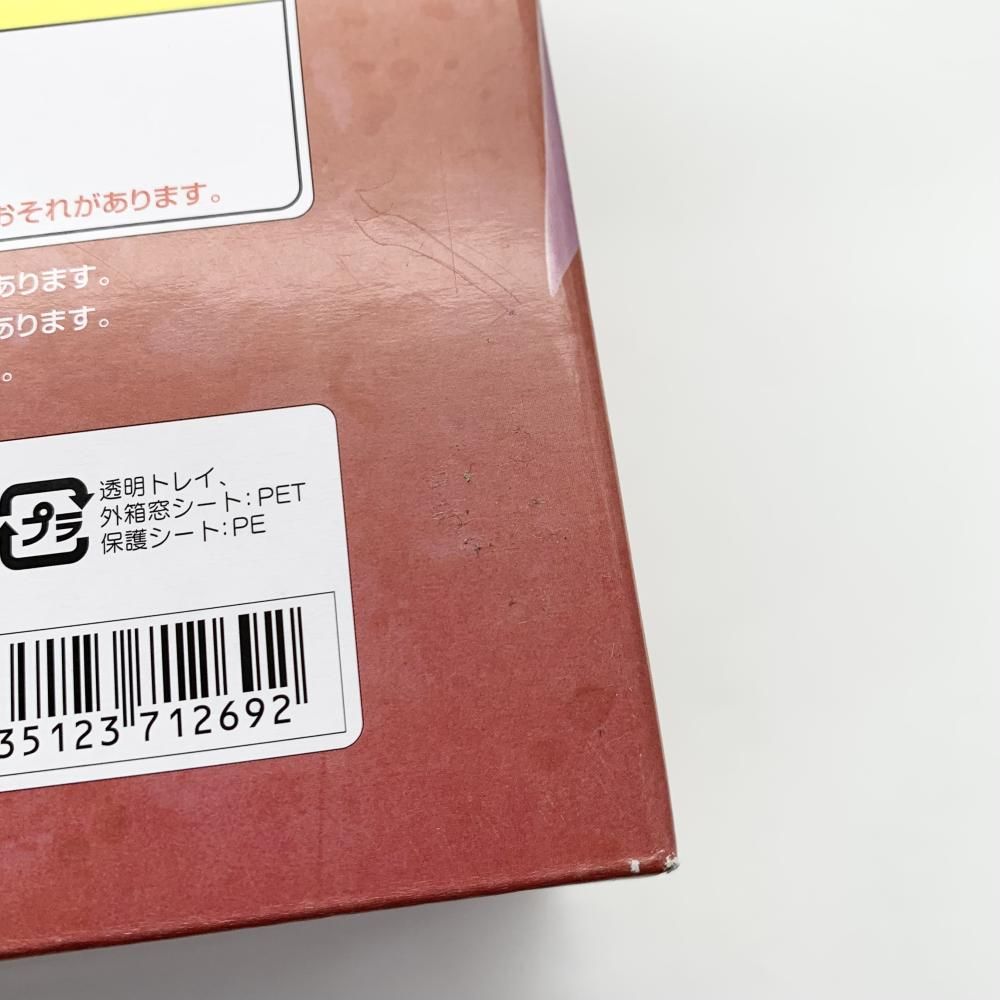 おそれがあります。
あります。
あります。
。
プラ
透明トレイ、
外箱窓シート：PET
保護シート：PE
35123 712692